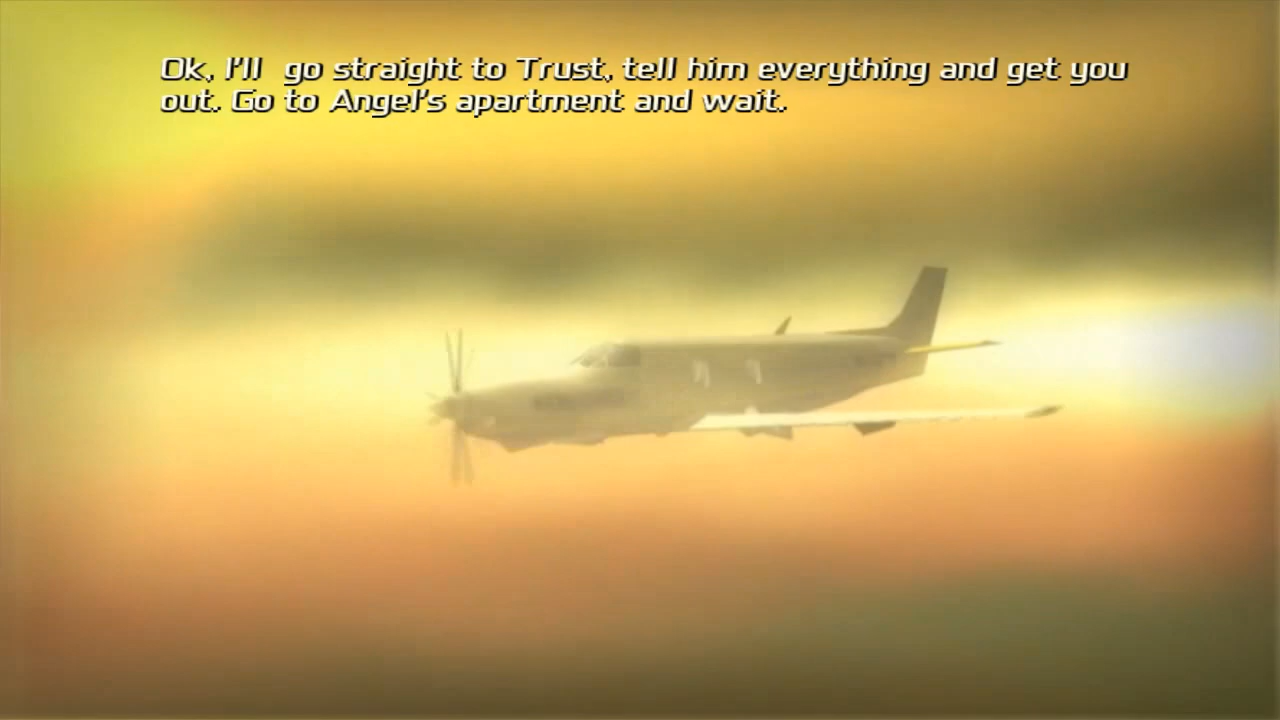 Ok, I'll  go straight to Trust, tell him everything and get you
out. Go to Angel's apartment and wait.